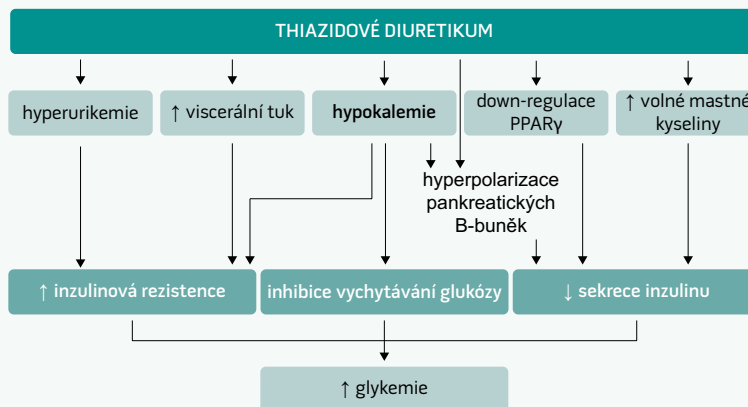 THIAZIDOVÉ DIURETIKUM
hyperurikemie
↑ viscerální tuk
hypokalemie
down-regulace
PPARγ
↑ volné mastné
kyseliny
hyperpolarizace
pankreatických
B-buněk
↑ inzulinová rezistence
inhibice vychytávání glukózy
↓ sekrece inzulinu
↑ glykemie